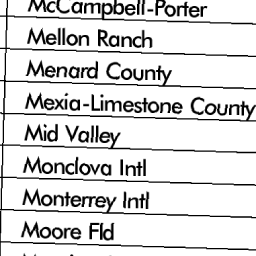 McCampbell-Porter
Mellon Ranch
Menard County
Mexia-Limestone County
Mid Valley
Monclova Intl
Monterrey Intl
Moore Fld